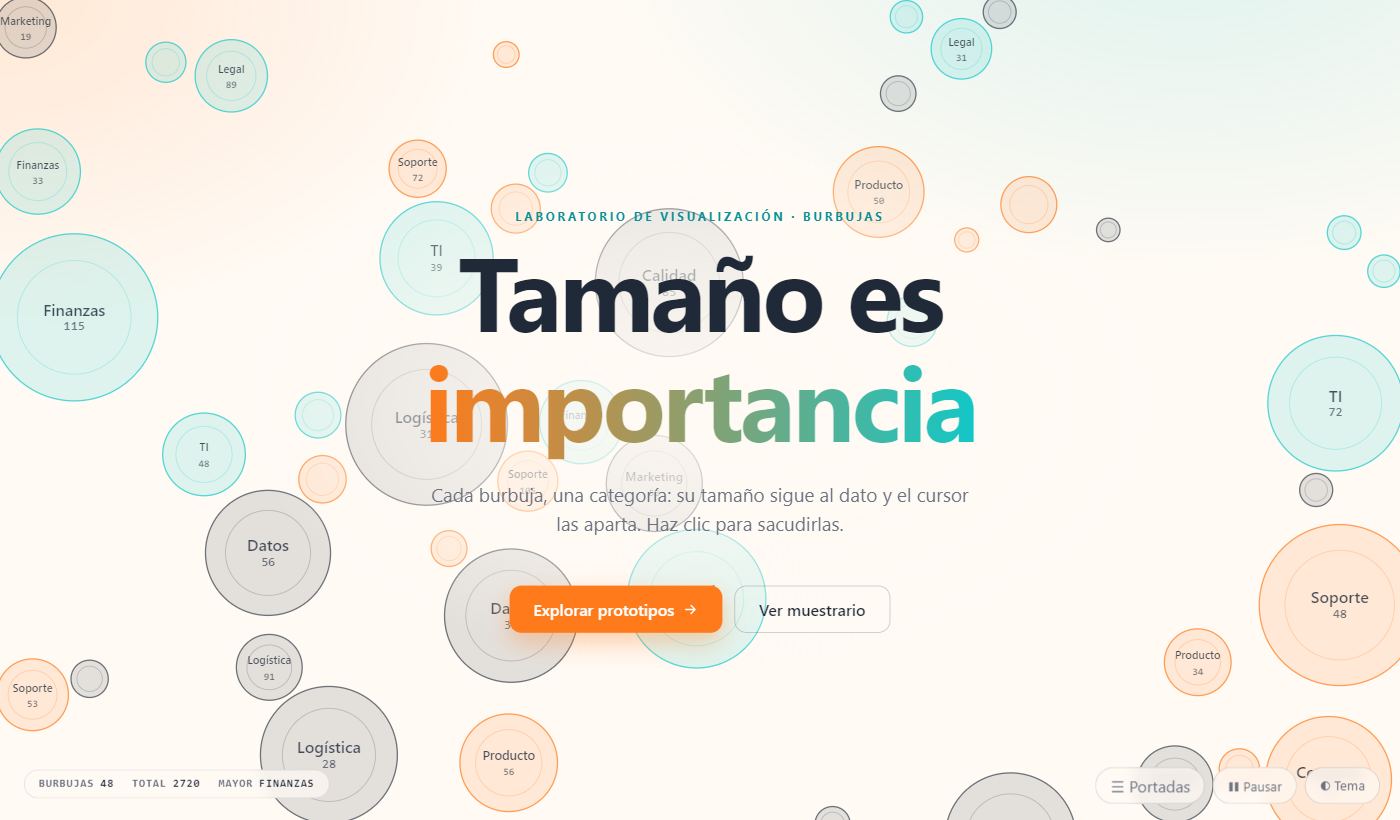 Marketing
19
Legal
89
Legal
31
Finanzas
33
Soporte
72
Producto
50
LABORATORIO DE VISUALIZACIÓN · BURBUJAS
TI
39
Calidad
Tamaño es
Finanzas
115
importancia
TI
72
TI
48
Soporte
Marketing
Cada burbuja, una categoría: su tamaño sigue al dato y el cursor
las aparta. Haz clic para sacudirlas.
Datos
56
Explorar prototipos →
Ver muestrario
Soporte
48
Logística
91
Producto
34
Soporte
53
Logística
28
Producto
56
BURBUJAS 48 TOTAL 2720 MAYOR FINANZAS
☰ Portadas
Pausar
Tema